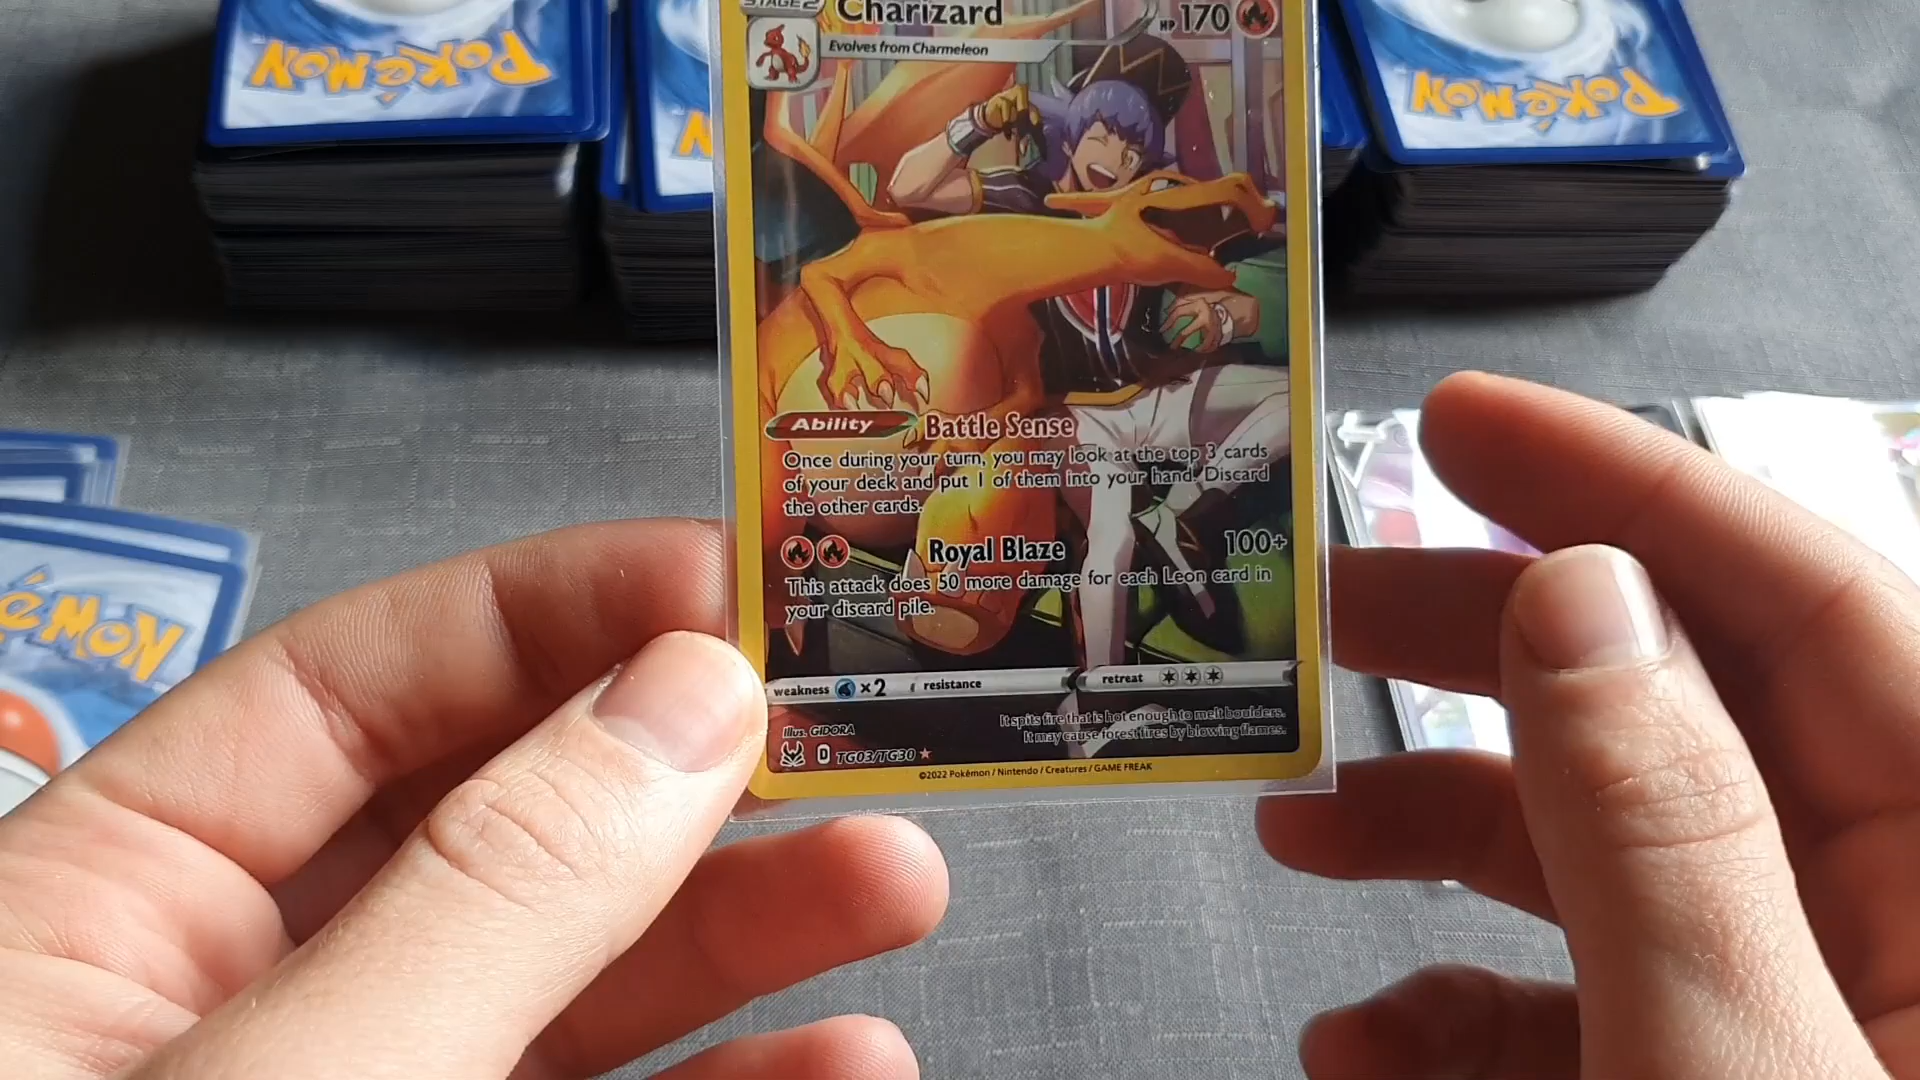 POKéMON
POKéMON
STAGE 2
Charizard
HP 170
Evolves from Charmeleon
Ability Battle Sense
Once during your turn, you may look at the top 3 cards
of your deck and put 1 of them into your hand. Discard
the other cards.
Royal Blaze 100+
This attack does 50 more damage for each Leon card in
your discard pile.
weakness ×2 resistance retreat
It spits fire that is hot enough to melt boulders.
It may cause forest fires by blowing flames.
Illus. GIDORA
D TG03/TG30
©2022 Pokémon / Nintendo / Creatures / GAME FREAK